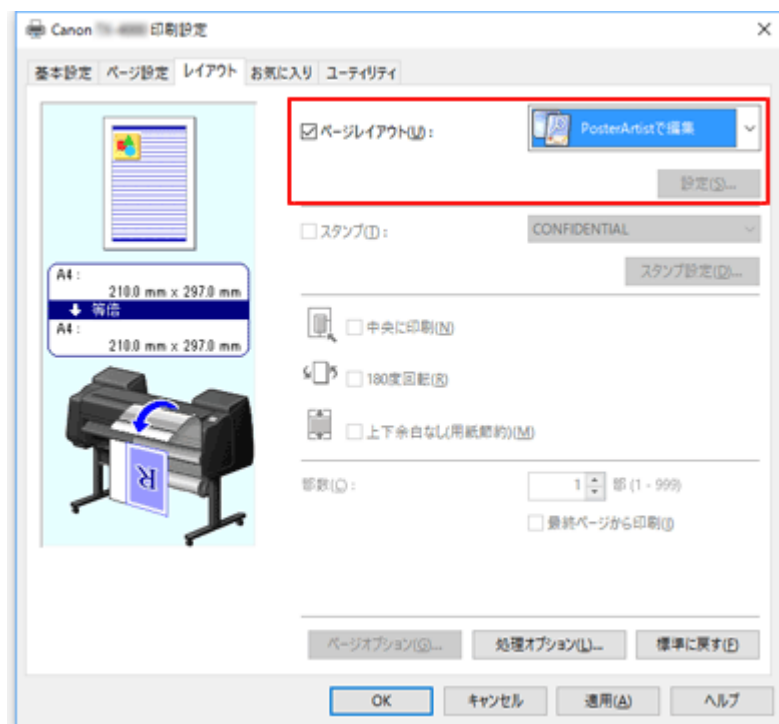 Canon 印刷設定
基本設定 ページ設定 レイアウト お気に入り ユーティリティ
ページレイアウト(U): PosterArtistで編集
設定(S)...
スタンプ(T): CONFIDENTIAL
スタンプ設定(D)...
A4:
210.0 mm x 297.0 mm
等倍
A4:
210.0 mm x 297.0 mm
中央に印刷(N)
180度回転(R)
上下余白なし(用紙節約)(M)
部数(C): 1 部 (1 - 999)
最終ページから印刷(I)
R
ページオプション(G)... 処理オプション(L)... 標準に戻す(F)
OK キャンセル 適用(A) ヘルプ